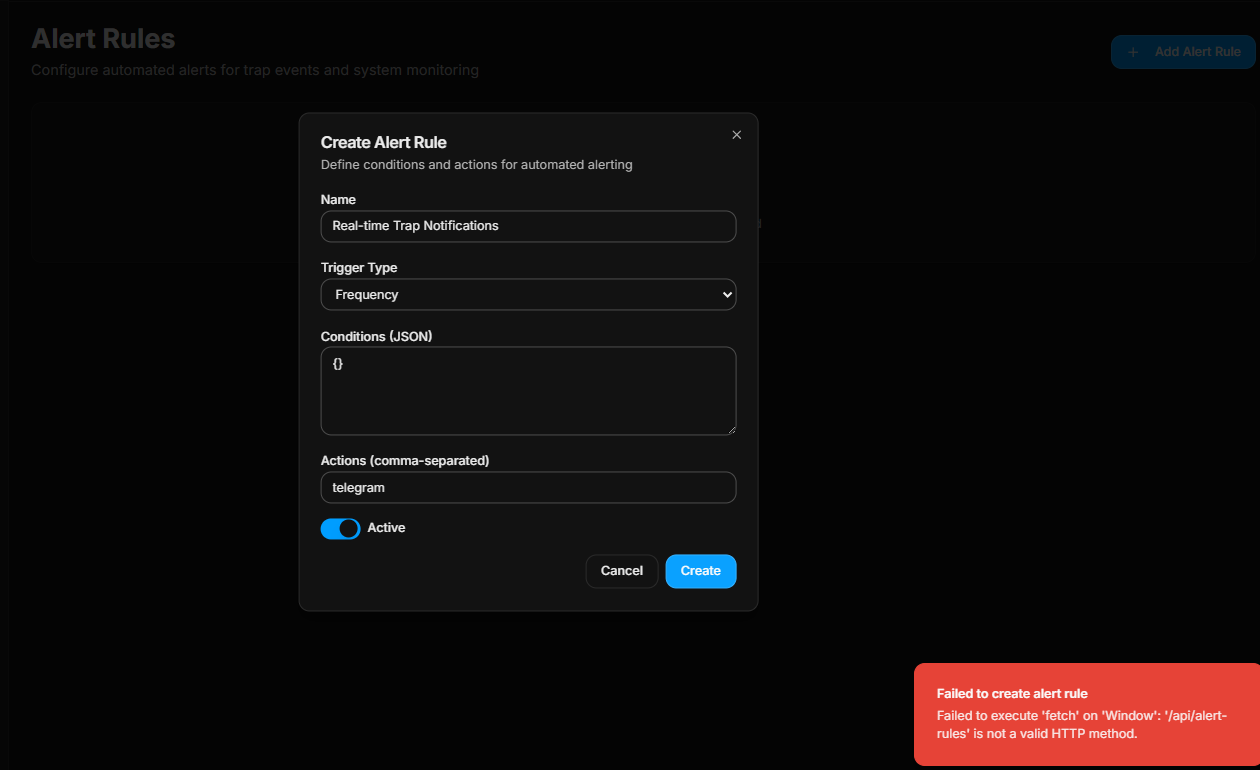 Alert Rules
Configure automated alerts for trap events and system monitoring
+ Add Alert Rule
Create Alert Rule
Define conditions and actions for automated alerting
Name
Real-time Trap Notifications
Trigger Type
Frequency
Conditions (JSON)
{}
Actions (comma-separated)
telegram
Active
Cancel
Create
Failed to create alert rule
Failed to execute 'fetch' on 'Window': '/api/alert-
rules' is not a valid HTTP method.